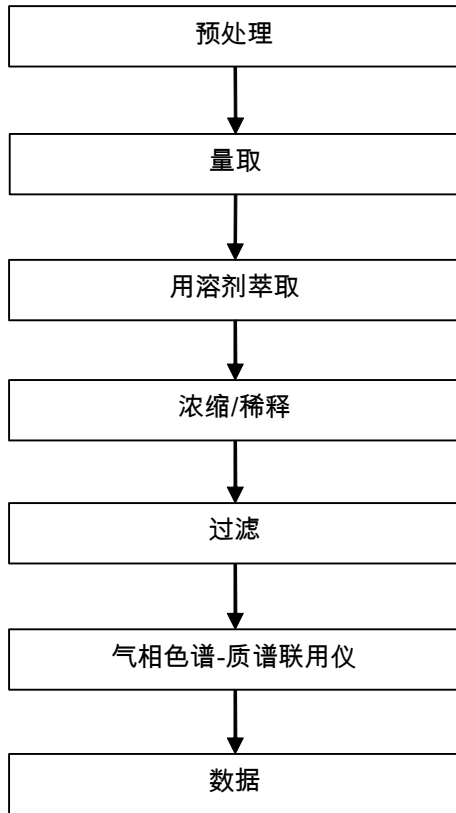 预处理
量取
用溶剂萃取
浓缩/稀释
过滤
气相色谱-质谱联用仪
数据